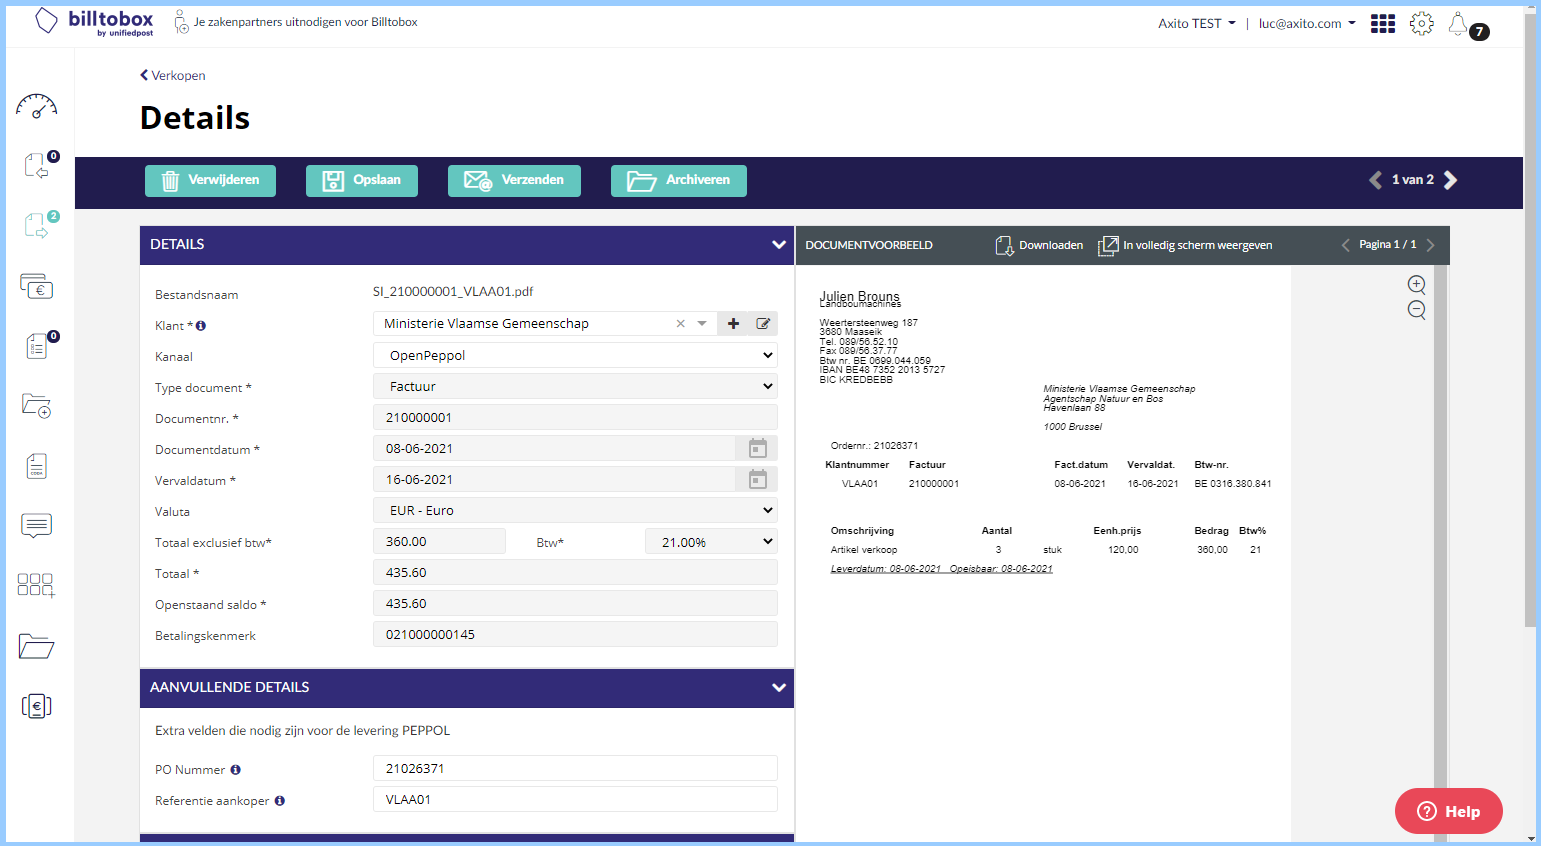 billtobox
by unifiedpost
Je zakenpartners uitnodigen voor Billtobox
Axito TEST | luc@axito.com
7
Verkopen
Details
0
2
€
0
CODA
€
Verwijderen
Opslaan
Verzenden
Archiveren
1 van 2
DETAILS
Bestandsnaam SI_210000001_VLAA01.pdf
Klant * Ministerie Vlaamse Gemeenschap
Kanaal OpenPeppol
Type document * Factuur
Documentnr. * 210000001
Documentdatum * 08-06-2021
Vervaldatum * 16-06-2021
Valuta EUR - Euro
Totaal exclusief btw* 360.00 Btw* 21.00%
Totaal * 435.60
Openstaand saldo * 435.60
Betalingskenmerk 021000000145
AANVULLENDE DETAILS
Extra velden die nodig zijn voor de levering PEPPOL
PO Nummer 21026371
Referentie aankoper VLAA01
DOCUMENTVOORBEELD Downloaden In volledig scherm weergeven Pagina 1 / 1
Julien Brouns
Landboumachines
Weertersteenweg 187
3680 Maaseik
Tel. 089/56.52.10
Fax 089/56.37.77
Btw nr. BE 0699.044.059
IBAN BE48 7352 2013 5727
BIC KREDBEBB
Ministerie Vlaamse Gemeenschap
Agentschap Natuur en Bos
Havenlaan 88
1000 Brussel
Ordernr.: 21026371
Klantnummer Factuur Fact.datum Vervaldat. Btw-nr.
VLAA01 210000001 08-06-2021 16-06-2021 BE 0316.380.841
Omschrijving Aantal Eenh.prijs Bedrag Btw%
Artikel verkoop 3 stuk 120,00 360,00 21
Leverdatum: 08-06-2021 Opeisbaar: 08-06-2021
Help